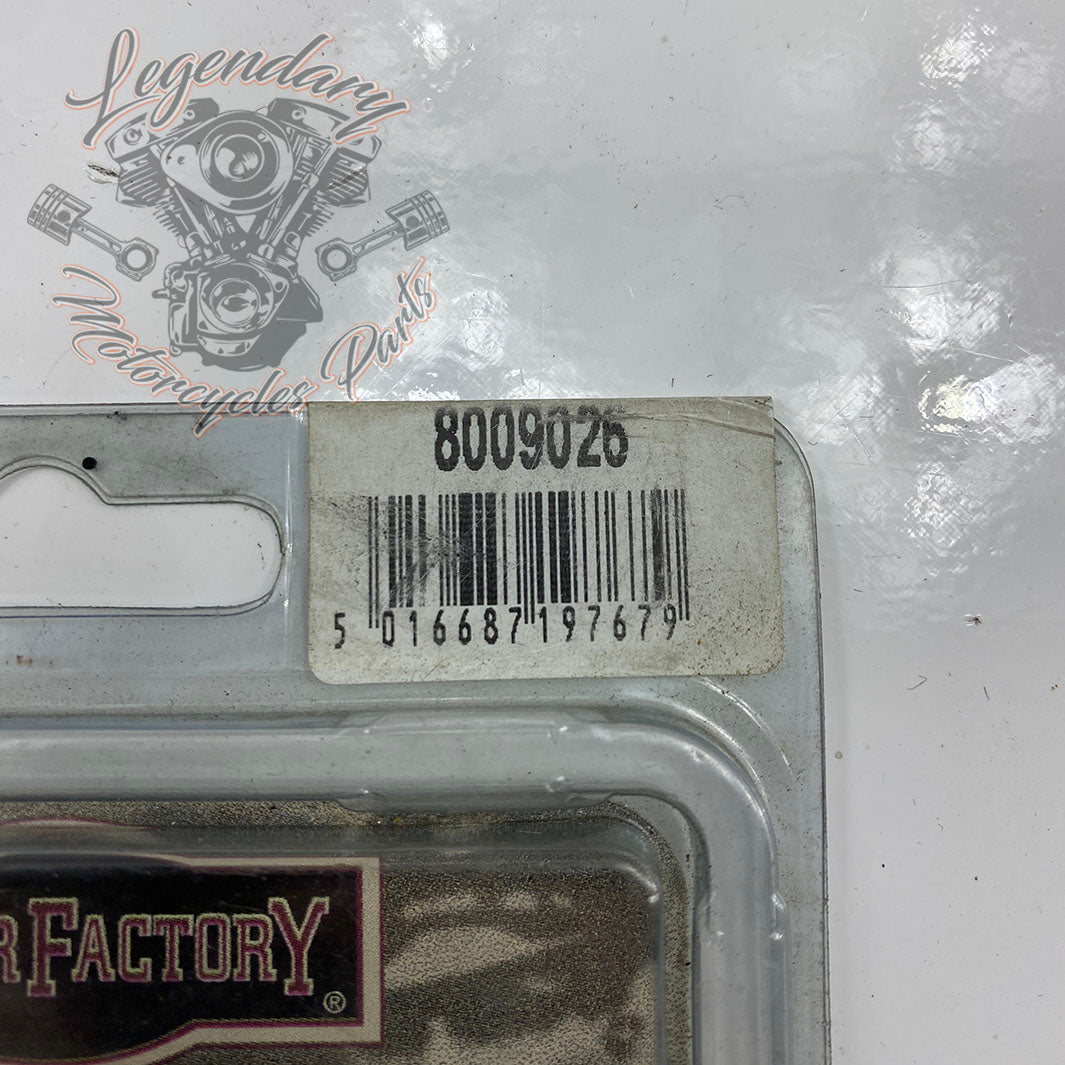 Legendary
Motorcycles Parts
8009026
5 016687 197679
R FACTORY ®